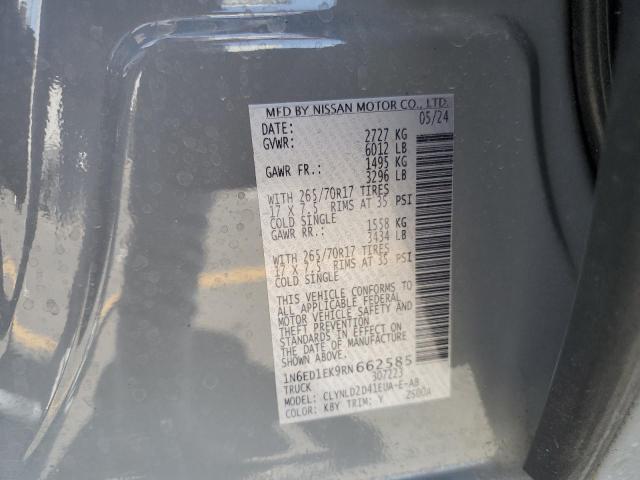 MFD BY NISSAN MOTOR CO., LTD.
DATE: 05/24
GVWR: 2727 KG
6012 LB
GAWR FR.: 1495 KG
3296 LB
WITH 265/70R17 TIRES
17 X 7.5 RIMS AT 35 PSI
COLD SINGLE
GAWR RR.: 1558 KG
3434 LB
WITH 265/70R17 TIRES
17 X 7.5 RIMS AT 35 PSI
COLD SINGLE
THIS VEHICLE CONFORMS TO
ALL APPLICABLE FEDERAL
MOTOR VEHICLE SAFETY AND
THEFT PREVENTION
STANDARDS IN EFFECT ON
THE DATE OF MANUFACTURE
SHOWN ABOVE.
1N6ED1EK9RN662585
TRUCK 307223
MODEL: CLYNLD2D41EUA-E-AB
COLOR: KBY TRIM: Y 2500A